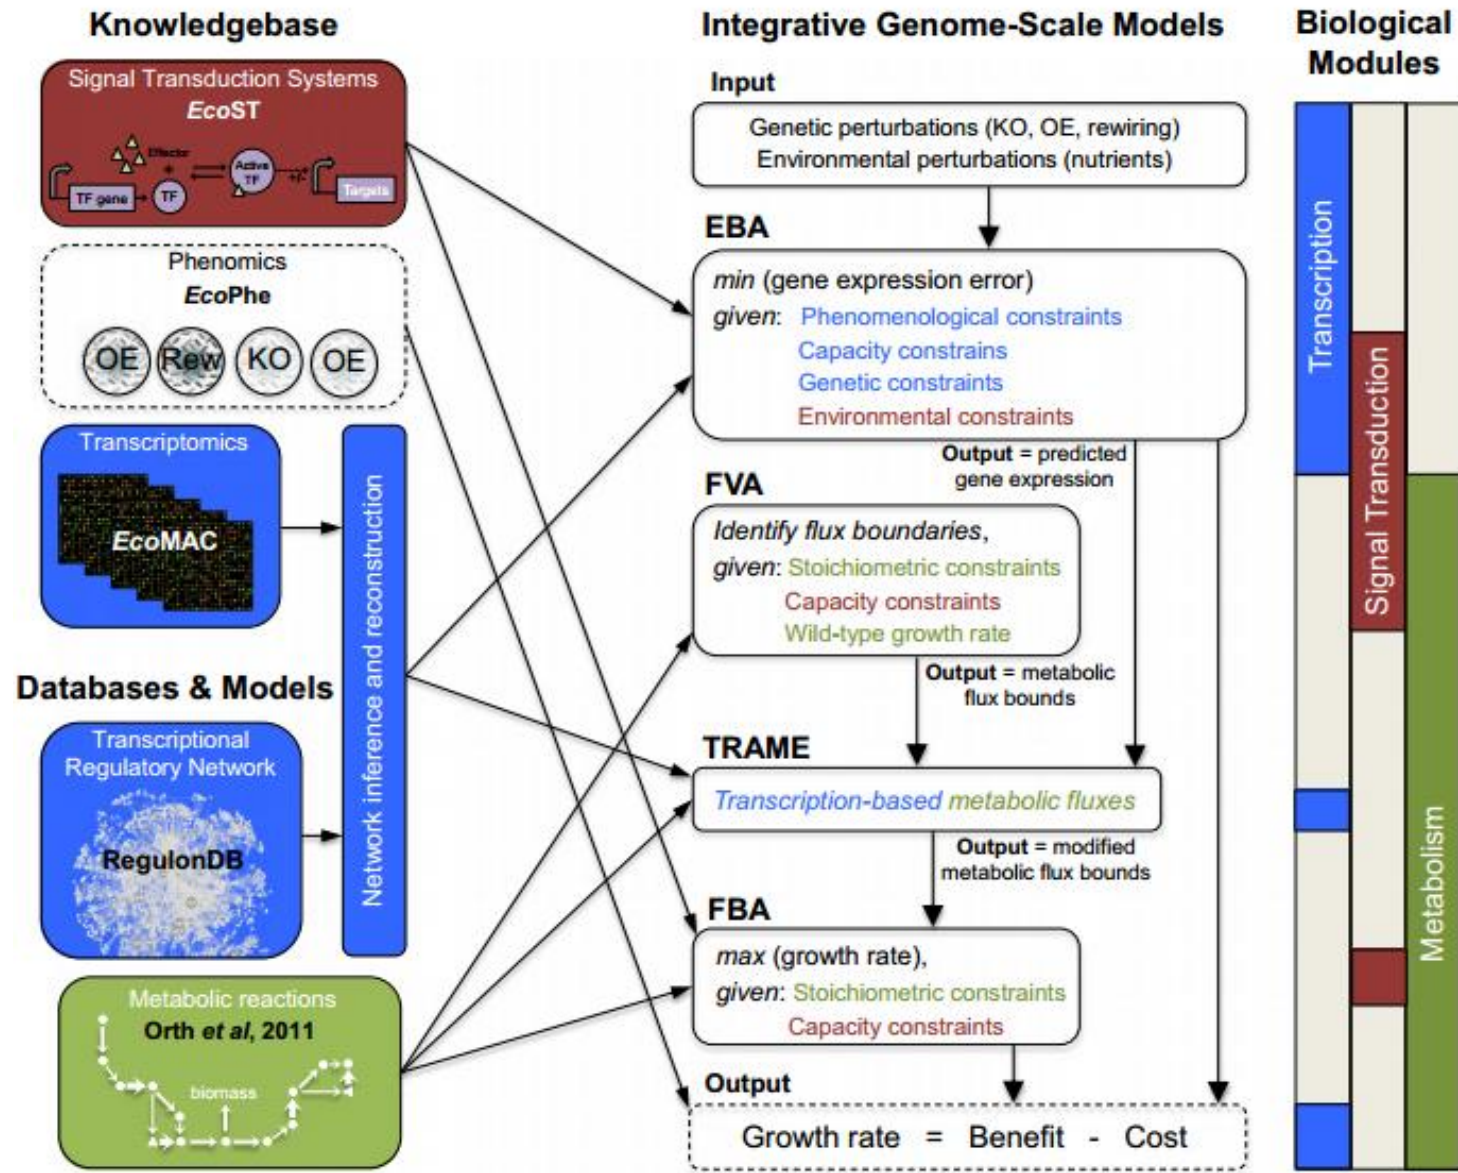 Knowledgebase
Signal Transduction Systems
EcoST
Effector
+
TF gene
TF
Active
TF
+/-
Targets
Phenomics
EcoPhe
OE
Rew
KO
OE
Transcriptomics
EcoMAC
Network inference and reconstruction
Databases & Models
Transcriptional
Regulatory Network
RegulonDB
Metabolic reactions
Orth et al, 2011
biomass
Integrative Genome-Scale Models
Input
Genetic perturbations (KO, OE, rewiring)
Environmental perturbations (nutrients)
EBA
min (gene expression error)
given: Phenomenological constraints
Capacity constrains
Genetic constraints
Environmental constraints
Output = predicted
gene expression
FVA
Identify flux boundaries,
given: Stoichiometric constraints
Capacity constraints
Wild-type growth rate
Output = metabolic
flux bounds
TRAME
Transcription-based metabolic fluxes
Output = modified
metabolic flux bounds
FBA
max (growth rate),
given: Stoichiometric constraints
Capacity constraints
Output
Growth rate = Benefit - Cost
Biological
Modules
Transcription
Signal Transduction
Metabolism